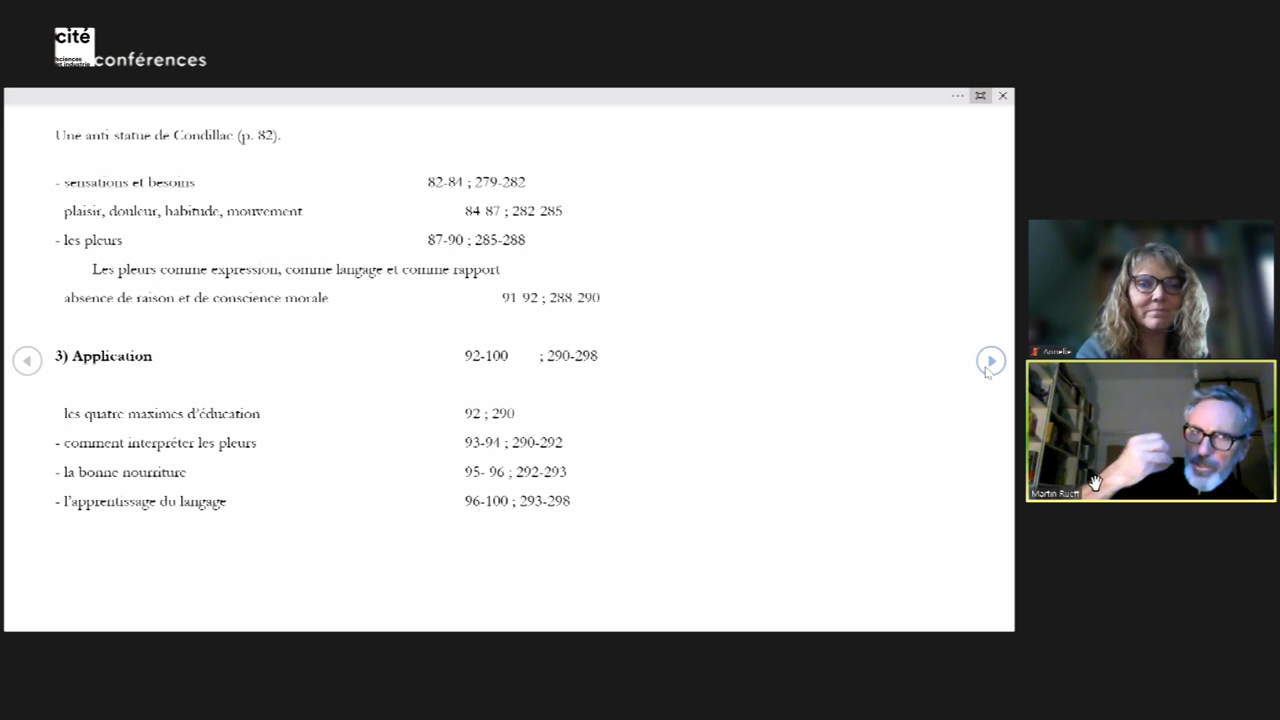 cité
sciences
et industrie
conférences
Une anti statue de Condillac (p. 82).
- sensations et besoins 82-84 ; 279-282
plaisir, douleur, habitude, mouvement 84 87 ; 282 285
- les pleurs 87-90 ; 285-288
Les pleurs comme expression, comme langage et comme rapport
absence de raison et de conscience morale 91 92 ; 288 290
3) Application 92-100 ; 290-298
les quatre maximes d'éducation 92 ; 290
- comment interpréter les pleurs 93-94 ; 290-292
- la bonne nourriture 95- 96 ; 292-293
- l'apprentissage du langage 96-100 ; 293-298
Annelie
Martin Rueff